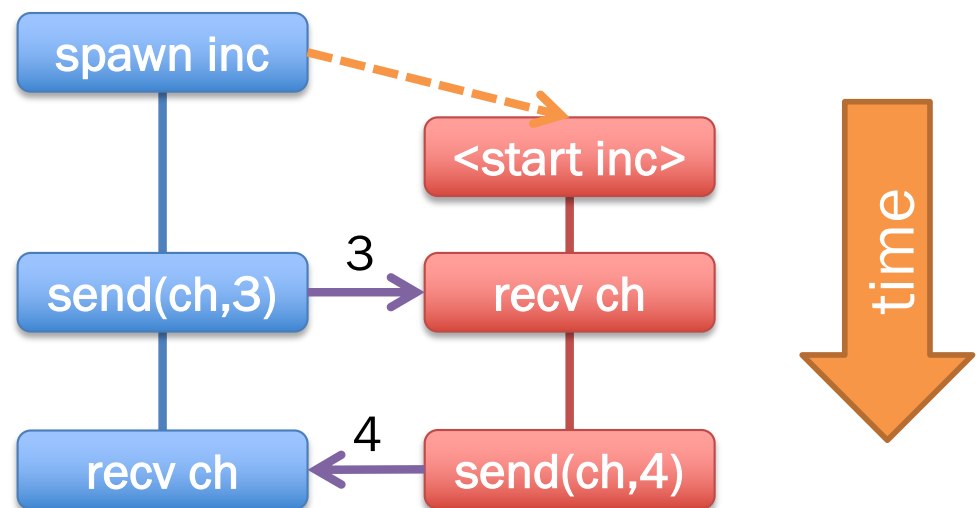 spawn inc
<start inc>
time
3
send(ch,3)
recv ch
4
recv ch
send(ch,4)